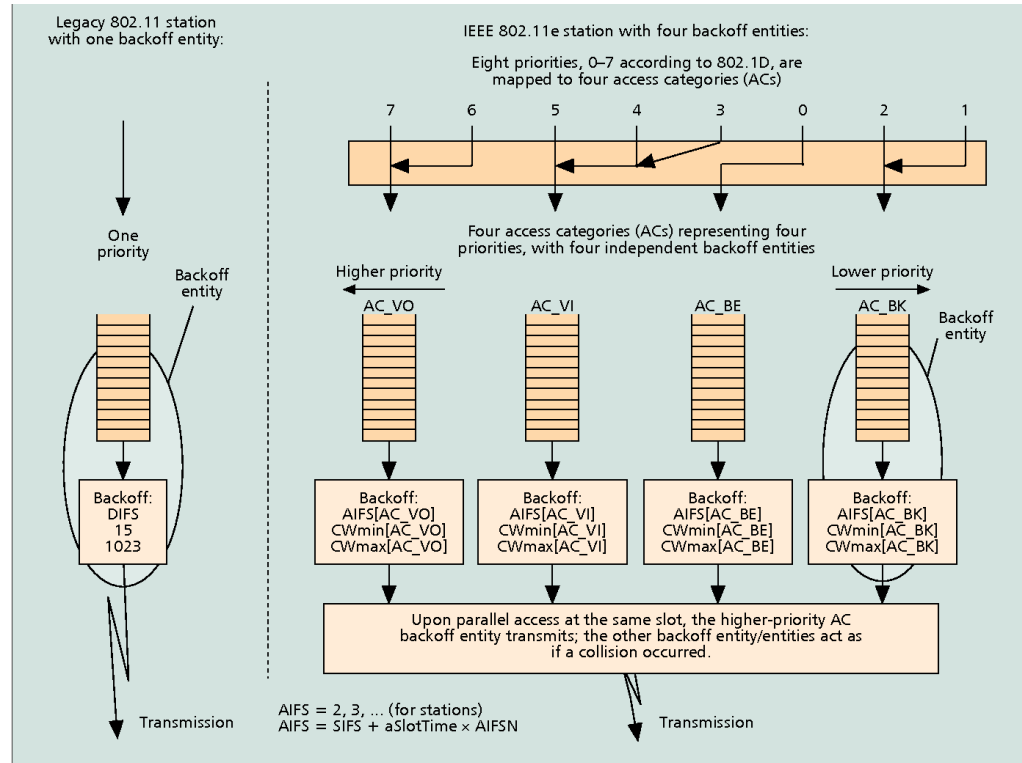 Legacy 802.11 station
with one backoff entity:
IEEE 802.11e station with four backoff entities:
Eight priorities, 0–7 according to 802.1D, are
mapped to four access categories (ACs)
7 6 5 4 3 0 2 1
One
priority
Four access categories (ACs) representing four
priorities, with four independent backoff entities
Backoff
entity
Higher priority
Lower priority
AC_VO AC_VI AC_BE AC_BK
Backoff
entity
Backoff:
DIFS
15
1023
Backoff:
AIFS[AC_VO]
CWmin[AC_VO]
CWmax[AC_VO]
Backoff:
AIFS[AC_VI]
CWmin[AC_VI]
CWmax[AC_VI]
Backoff:
AIFS[AC_BE]
CWmin[AC_BE]
CWmax[AC_BE]
Backoff:
AIFS[AC_BK]
CWmin[AC_BK]
CWmax[AC_BK]
Upon parallel access at the same slot, the higher-priority AC
backoff entity transmits; the other backoff entity/entities act as
if a collision occurred.
Transmission
AIFS = 2, 3, ... (for stations)
AIFS = SIFS + aSlotTime × AIFSN
Transmission